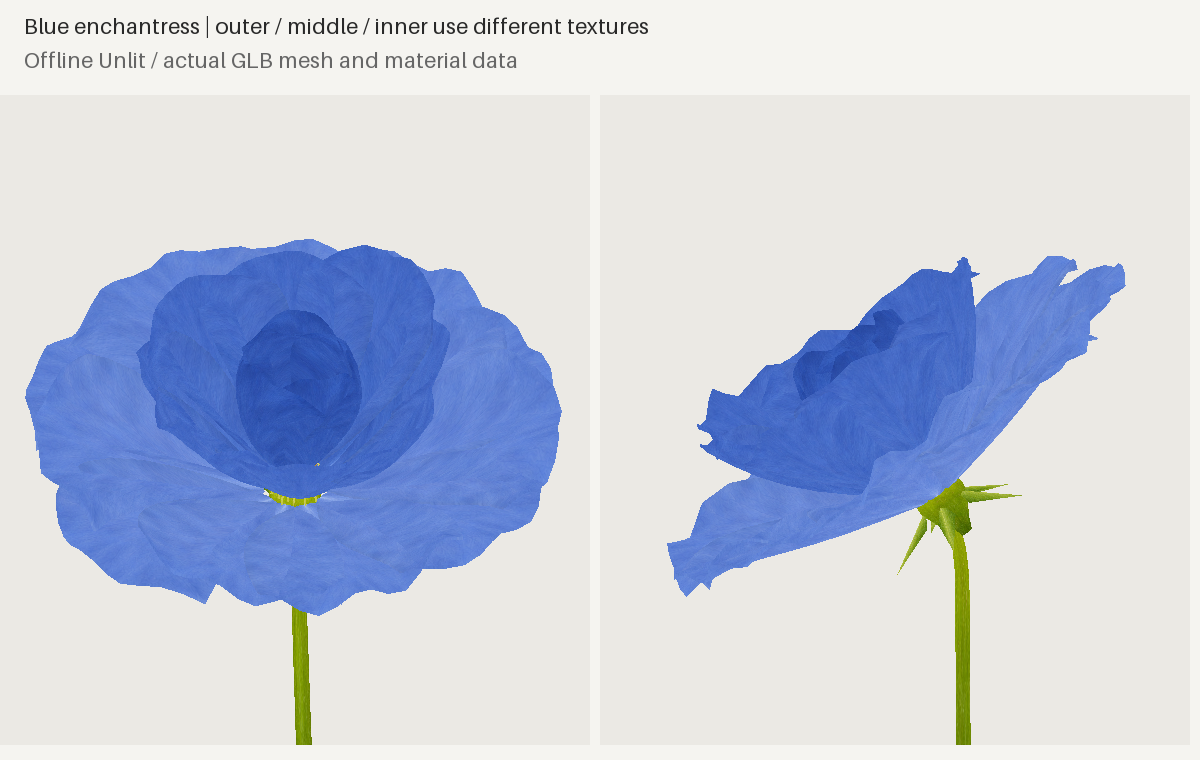 Blue enchantress | outer / middle / inner use different textures
Offline Unlit / actual GLB mesh and material data